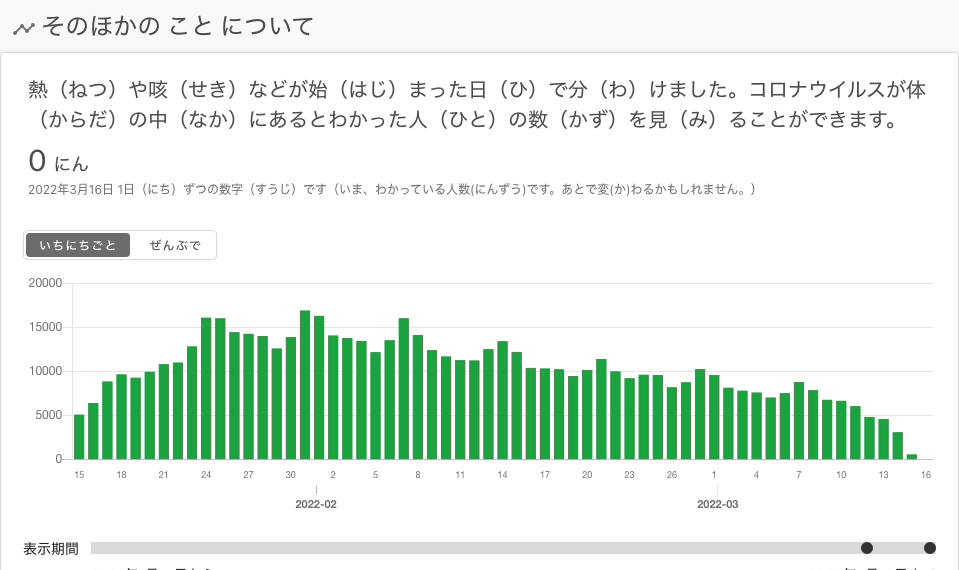 そのほかの こと について
熱（ねつ）や咳（せき）などが始（はじ）まった日（ひ）で分（わ）けました。コロナウイルスが体
（からだ）の中（なか）にあるとわかった人（ひと）の数（かず）を見（み）ることができます。
0 にん
2022年3月16日 1日（にち）ずつの数字（すうじ）です（いま、わかっている人数(にんずう)です。あとで変(か)わるかもしれません。）
いちにちごと ぜんぶで
20000
15000
10000
5000
0
15 18 21 24 27 30 2 5 8 11 14 17 20 23 26 1 4 7 10 13 16
2022-02 2022-03
表示期間